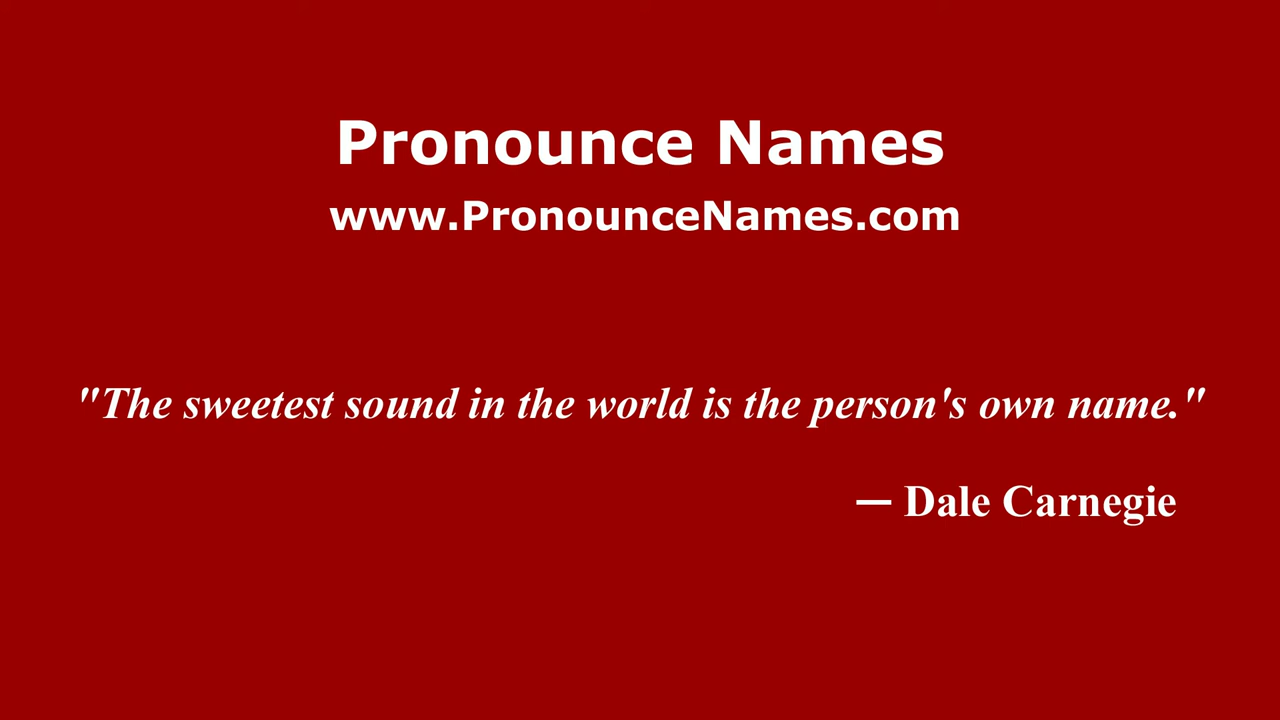 Pronounce Names
www.PronounceNames.com
"The sweetest sound in the world is the person's own name."
— Dale Carnegie